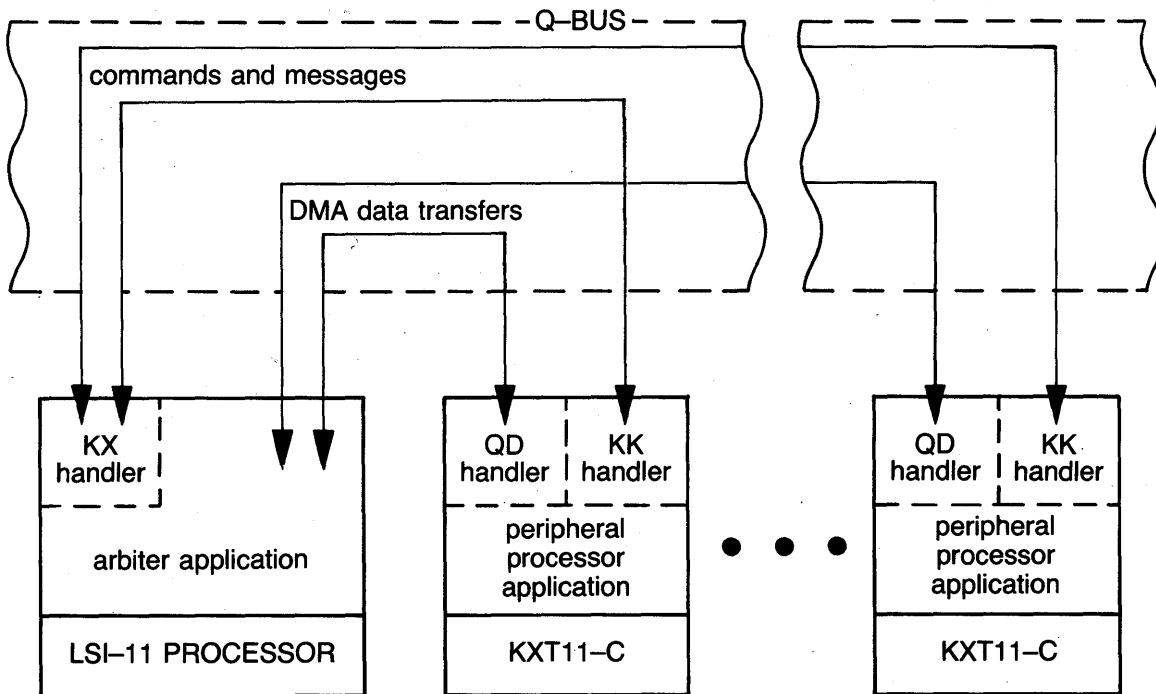 Q–BUS
commands and messages
DMA data transfers
KX
handler
QD
handler
KK
handler
QD
handler
KK
handler
arbiter application
peripheral
processor
application
peripheral
processor
application
LSI–11 PROCESSOR
KXT11–C
KXT11–C